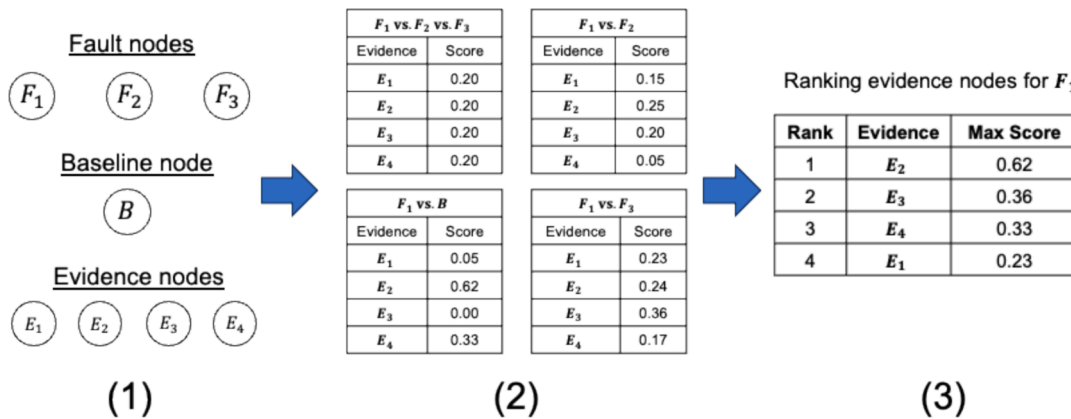 Fault nodes
F₁ F₂ F₃
Baseline node
B
Evidence nodes
E₁ E₂ E₃ E₄
(1)
F₁ vs. F₂ vs. F₃
Evidence Score
E₁ 0.20
E₂ 0.20
E₃ 0.20
E₄ 0.20
F₁ vs. F₂
Evidence Score
E₁ 0.15
E₂ 0.25
E₃ 0.20
E₄ 0.05
F₁ vs. B
Evidence Score
E₁ 0.05
E₂ 0.62
E₃ 0.00
E₄ 0.33
F₁ vs. F₃
Evidence Score
E₁ 0.23
E₂ 0.24
E₃ 0.36
E₄ 0.17
(2)
Ranking evidence nodes for F
Rank Evidence Max Score
1 E₂ 0.62
2 E₃ 0.36
3 E₄ 0.33
4 E₁ 0.23
(3)